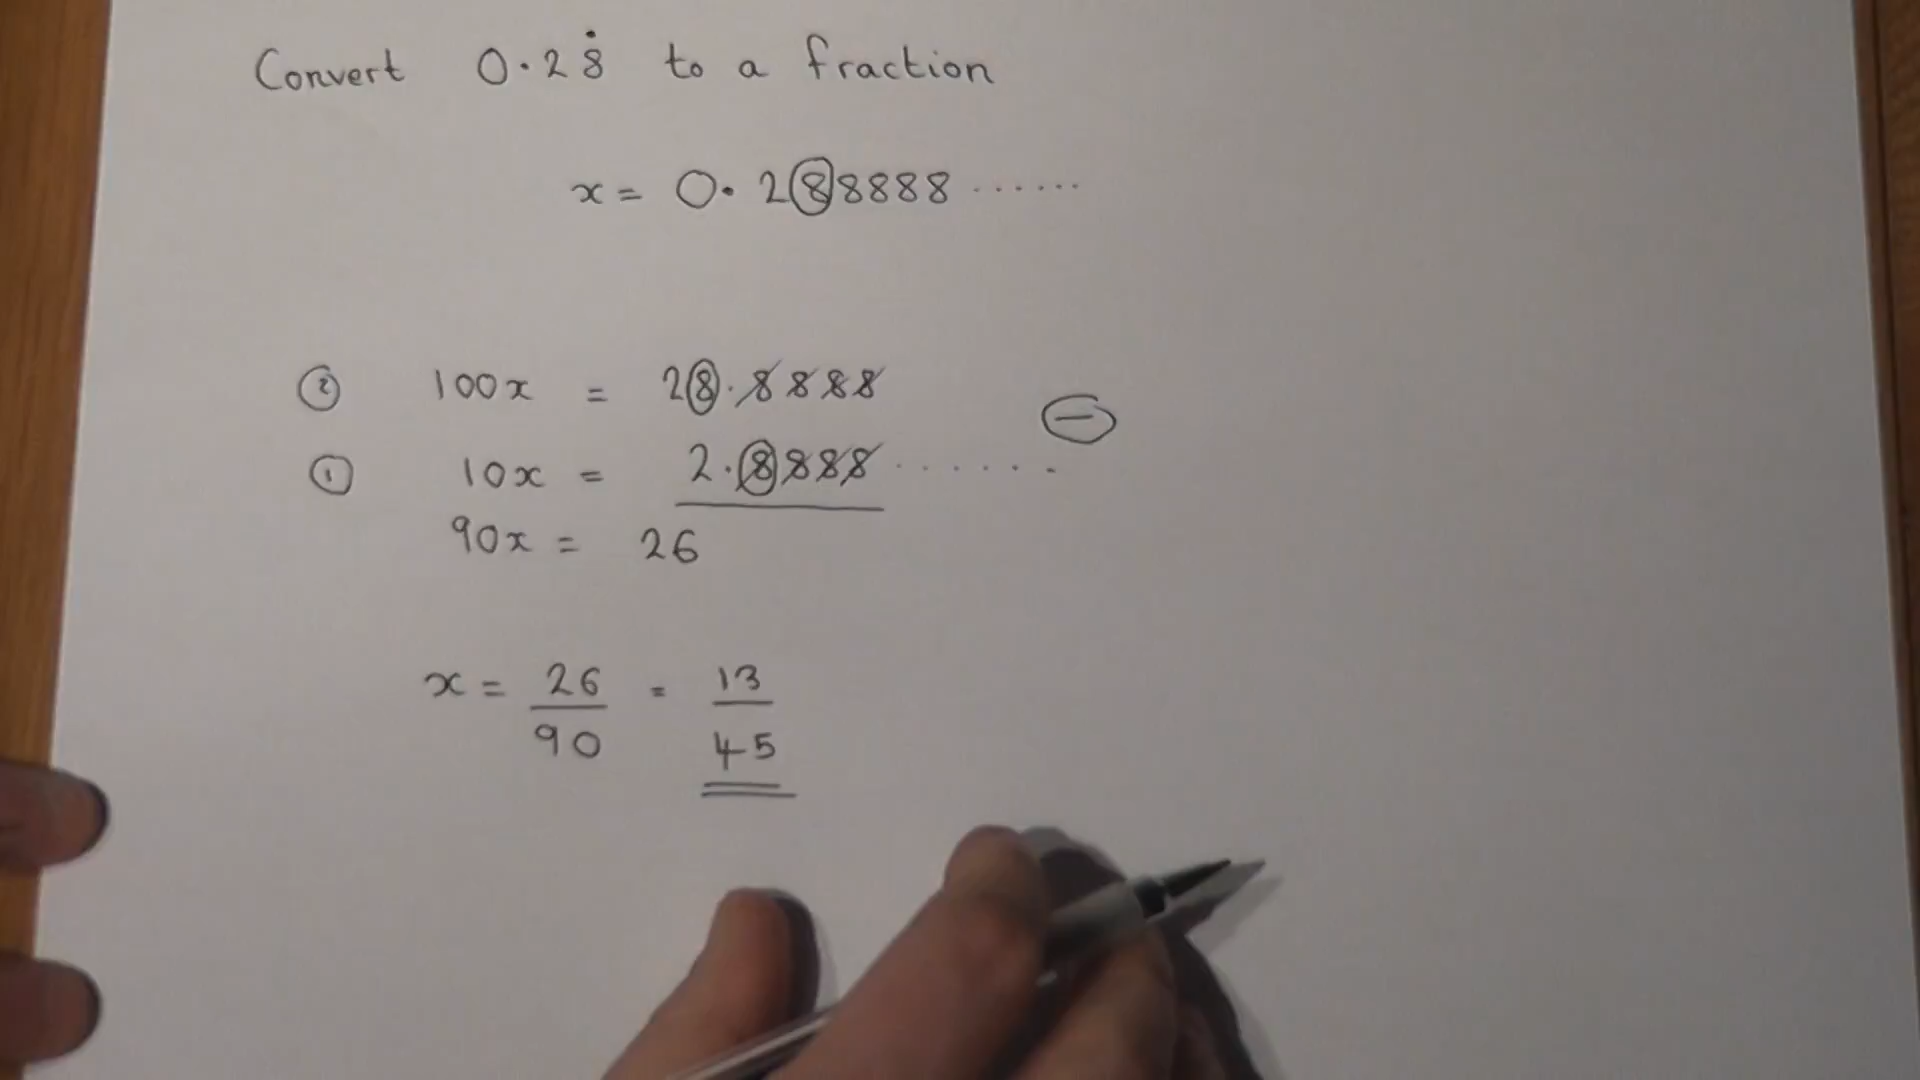 Convert 0·28̇ to a fraction
x = 0·288888 ......
② 100x = 28·8888
① 10x = 2·8888 ......
−
90x = 26
x = 26/90 = 13/45